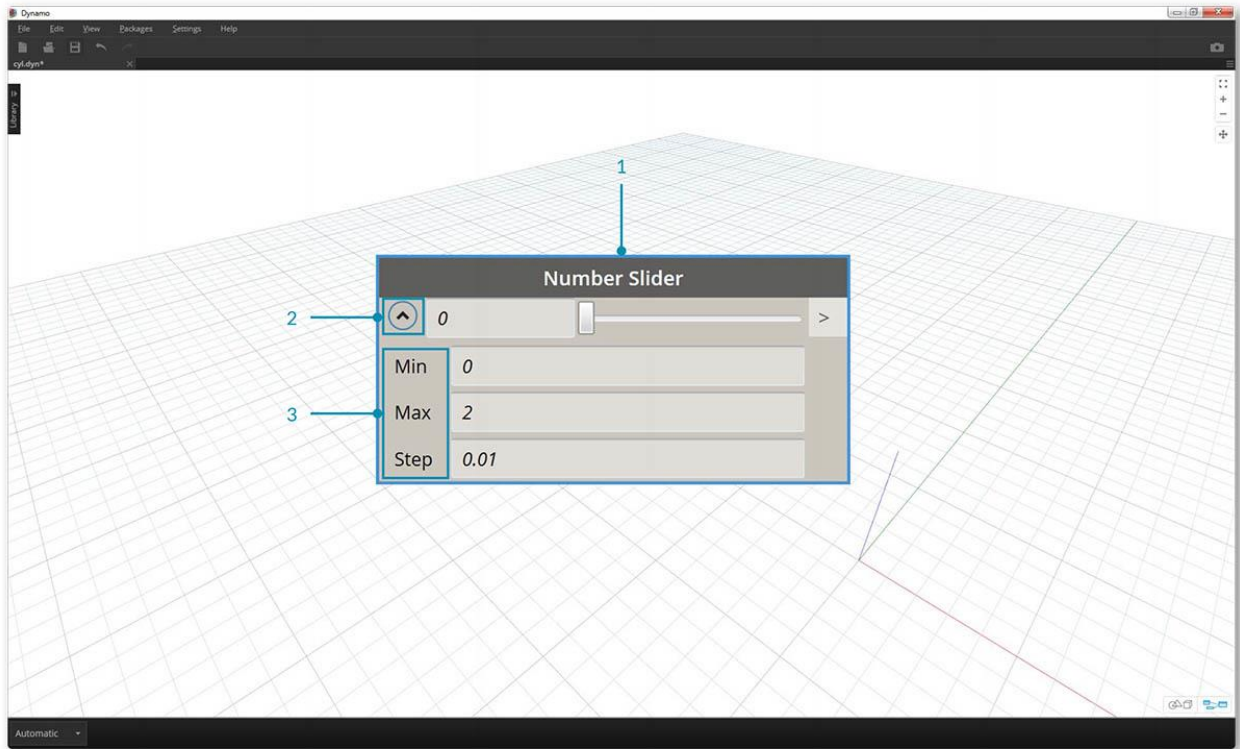 Dynamo
File Edit View Packages Settings Help
cyl.dyn*
Library
1
Number Slider
2 0 >
Min 0
3 Max 2
Step 0.01
Automatic